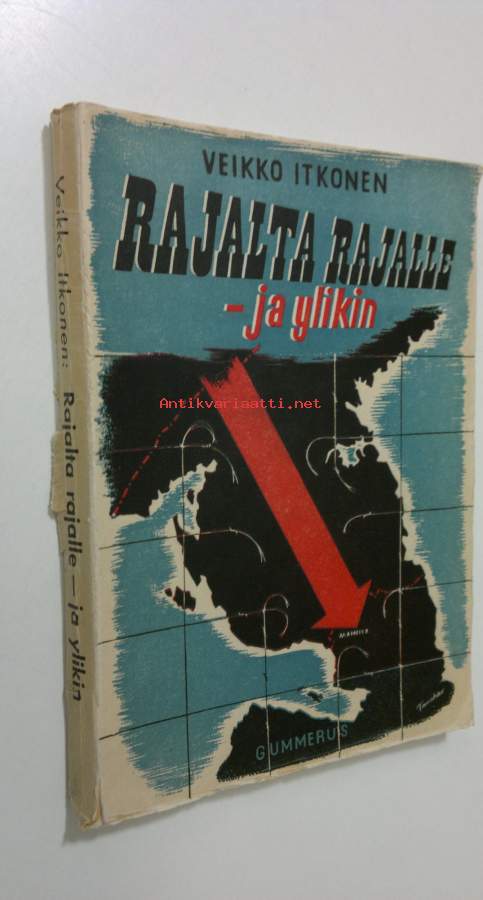 VEIKKO ITKONEN
RAJALTA RAJALLE
- ja ylikin
Antikvariaatti.net
GUMMERUS
Veikko Itkonen: Rajalta rajalle — ja ylikin